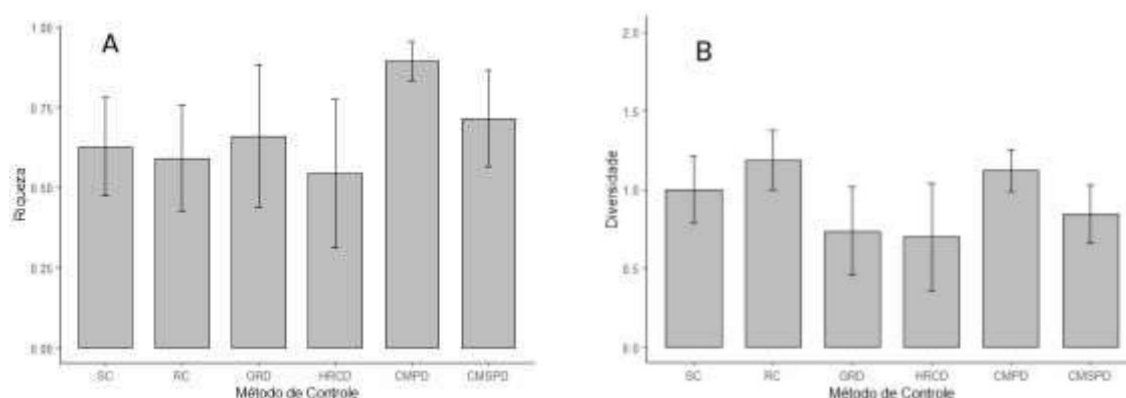 A
1.00
0.75
0.50
0.25
0.00
Riqueza
SC RC GRD HRCD CMPD CMSPD
Método de Controle
B
2.0
1.5
1.0
0.5
0.0
Diversidade
SC RC GRD HRCD CMPD CMSPD
Método de Controle